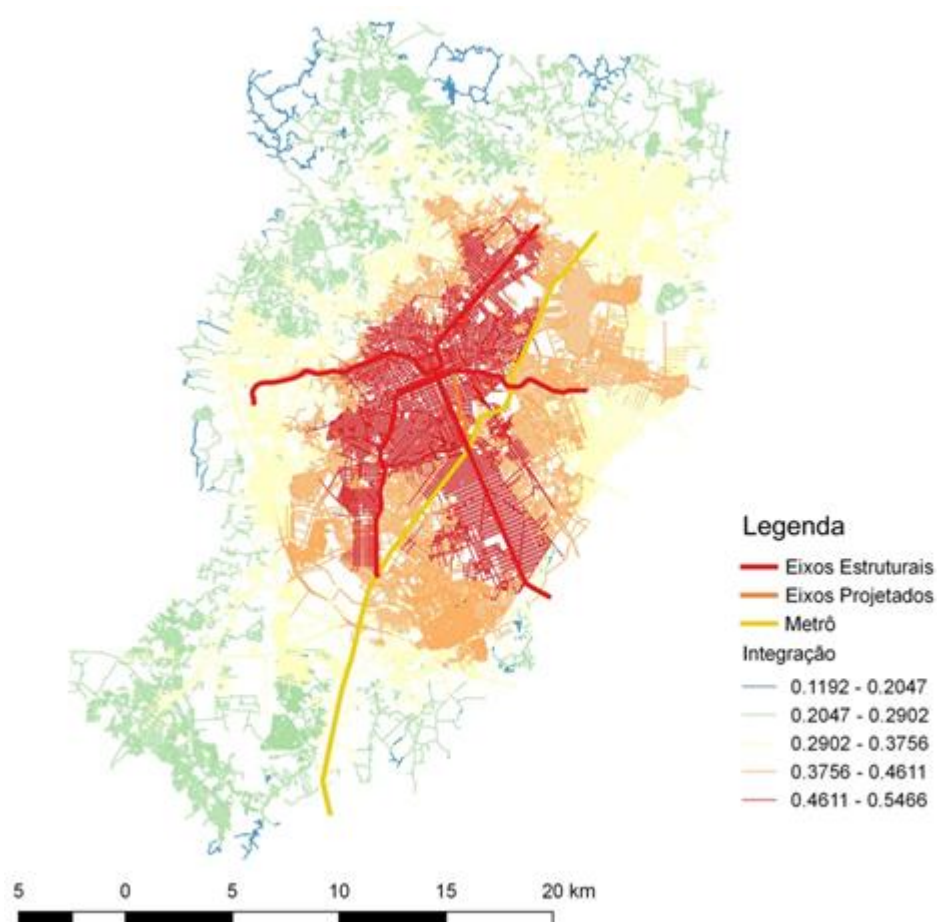 Legenda
Eixos Estruturais
Eixos Projetados
Metrô
Integração
0.1192 - 0.2047
0.2047 - 0.2902
0.2902 - 0.3756
0.3756 - 0.4611
0.4611 - 0.5466
5 0 5 10 15 20 km